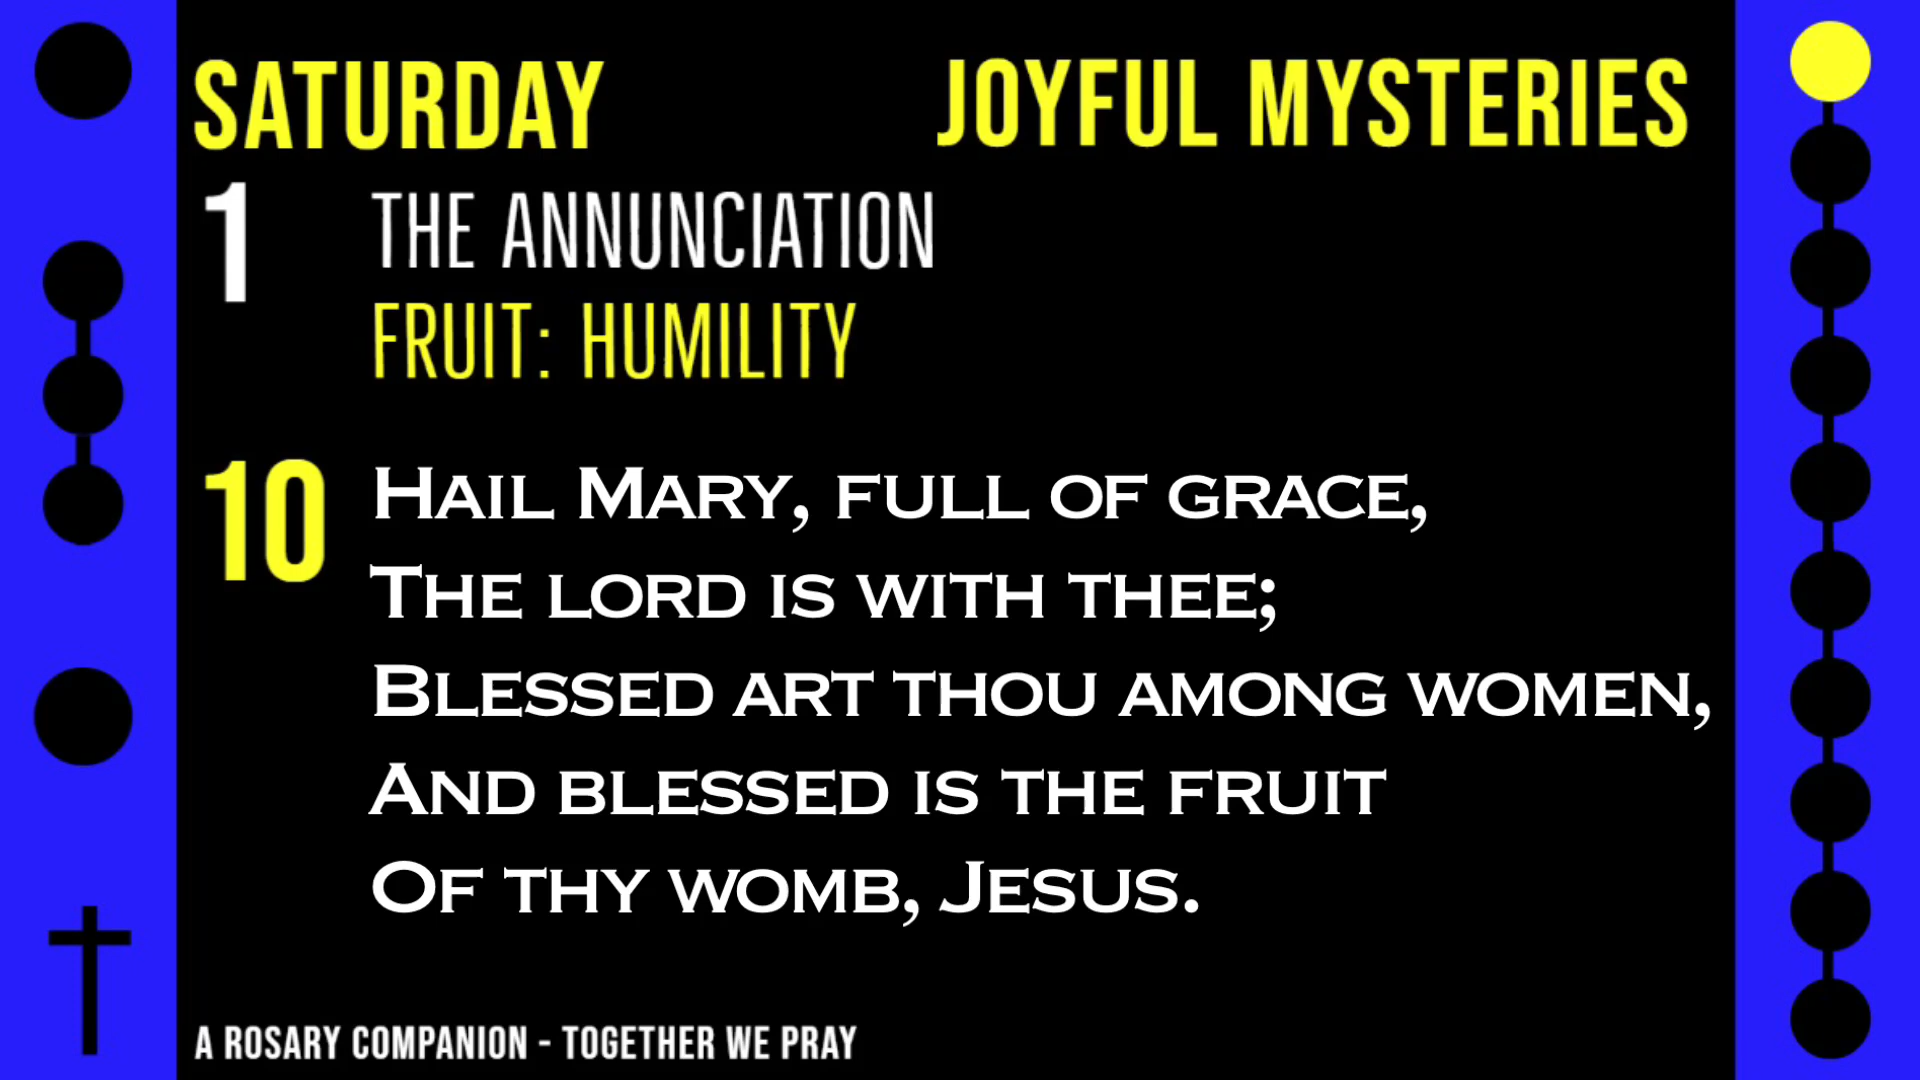 SATURDAY JOYFUL MYSTERIES
1 THE ANNUNCIATION
FRUIT: HUMILITY
10 HAIL MARY, FULL OF GRACE,
THE LORD IS WITH THEE;
BLESSED ART THOU AMONG WOMEN,
AND BLESSED IS THE FRUIT
OF THY WOMB, JESUS.
A ROSARY COMPANION - TOGETHER WE PRAY